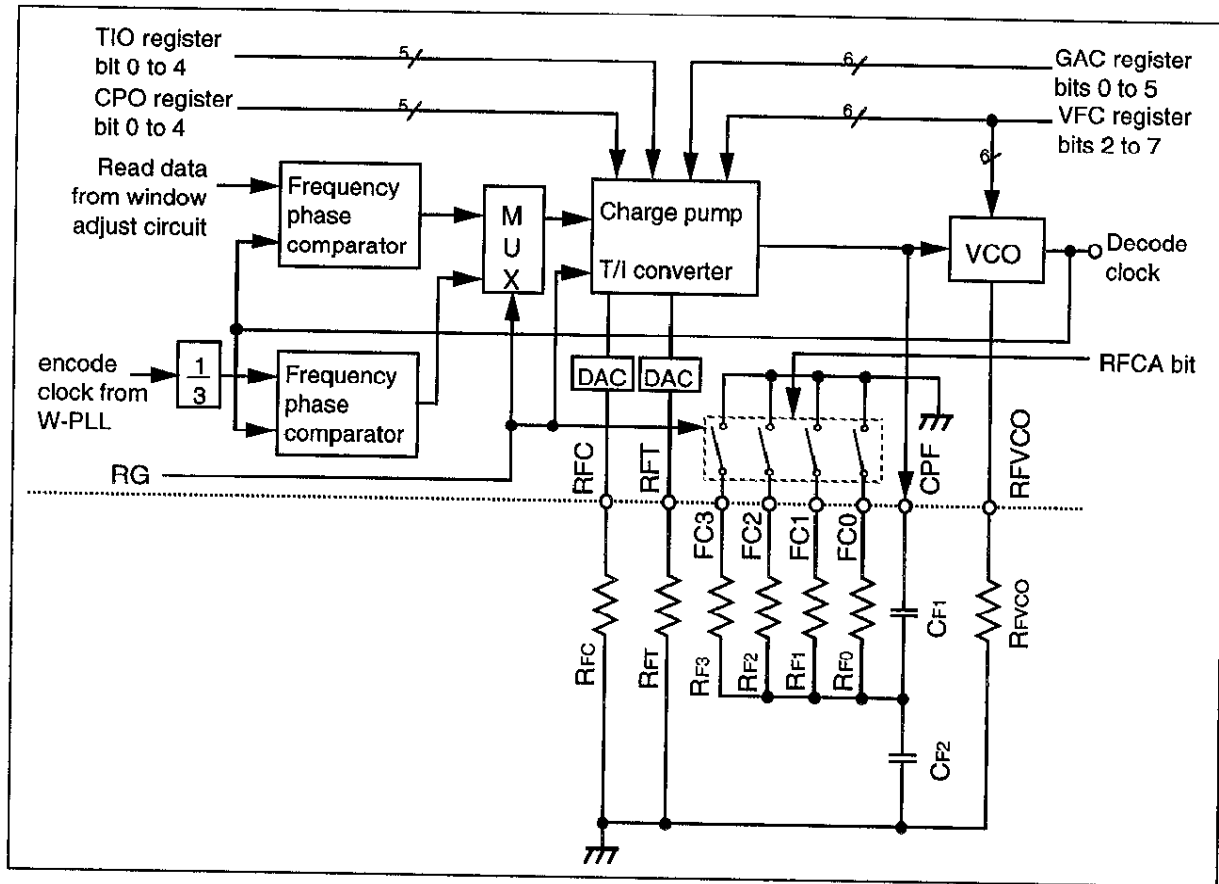 TIO register
bit 0 to 4
5
6
GAC register
bits 0 to 5
CPO register
bit 0 to 4
5
6
VFC register
bits 2 to 7
6
Read data
from window
adjust circuit
Frequency
phase
comparator
M
U
X
Charge pump
T/I converter
VCO
Decode
clock
encode
clock from
W-PLL
1
3
Frequency
phase
comparator
DAC
DAC
RFCA bit
RG
RFC
RFT
CPF
RFVCO
FC3
FC2
FC1
FC0
RFC
RFT
RF3
RF2
RF1
RF0
CF1
RFVCO
CF2